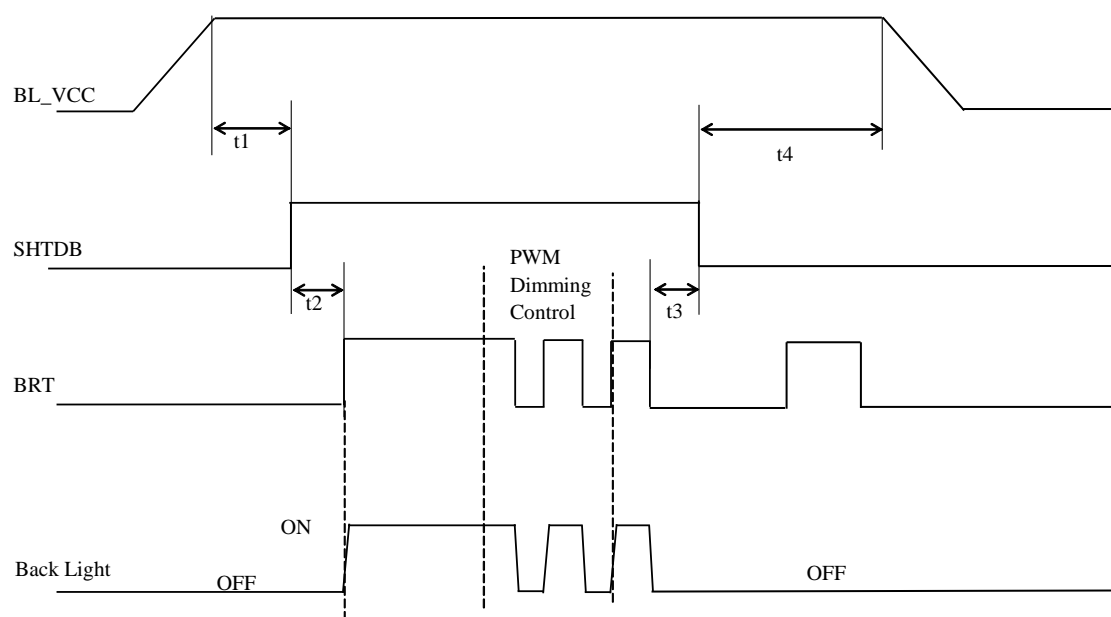 BL_VCC
t1
t4
SHTDB
PWM
Dimming
Control
t2
t3
BRT
ON
Back Light
OFF
OFF